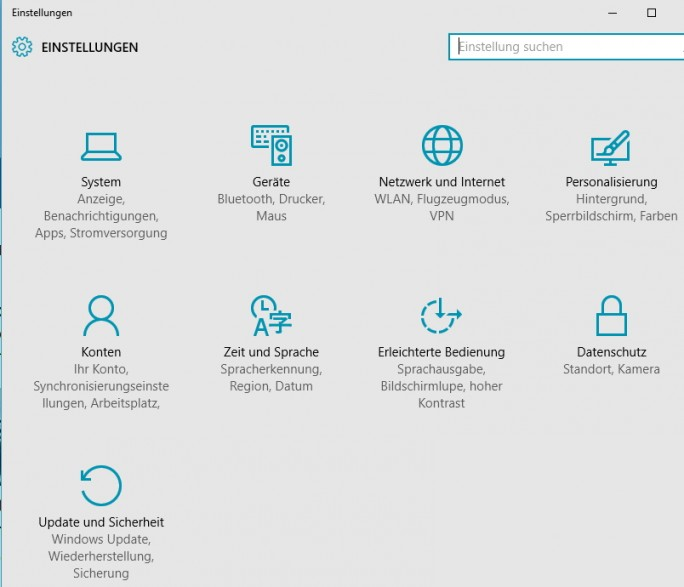 Einstellungen
EINSTELLUNGEN
Einstellung suchen
System
Anzeige,
Benachrichtigungen,
Apps, Stromversorgung
Geräte
Bluetooth, Drucker,
Maus
Netzwerk und Internet
WLAN, Flugzeugmodus,
VPN
Personalisierung
Hintergrund,
Sperrbildschirm, Farben
Konten
Ihr Konto,
Synchronisierungseinste
llungen, Arbeitsplatz,
Zeit und Sprache
Spracherkennung,
Region, Datum
Erleichterte Bedienung
Sprachausgabe,
Bildschirmlupe, hoher
Kontrast
Datenschutz
Standort, Kamera
Update und Sicherheit
Windows Update,
Wiederherstellung,
Sicherung